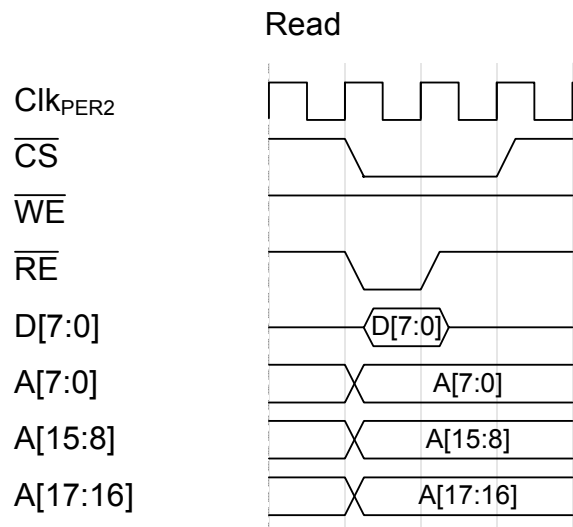 Read
ClkPER2
CS
WE
RE
D[7:0] D[7:0]
A[7:0] A[7:0]
A[15:8] A[15:8]
A[17:16] A[17:16]